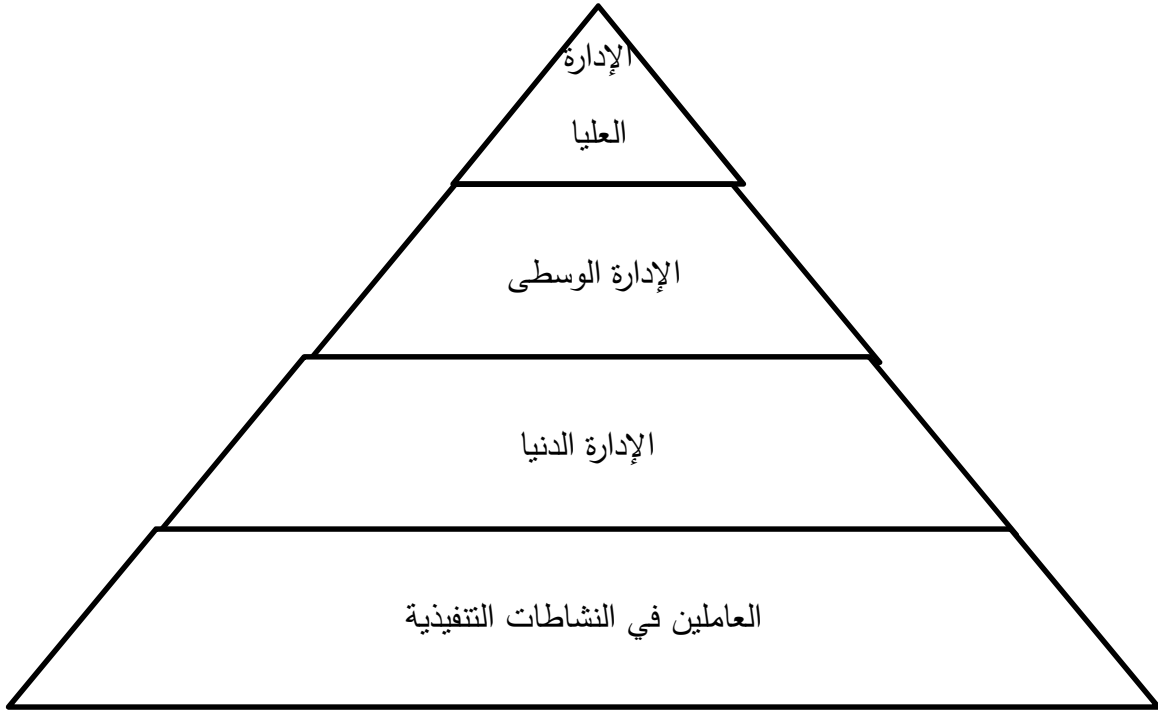 الإدارة
العليا
الإدارة الوسطى
الإدارة الدنيا
العاملين في النشاطات التنفيذية